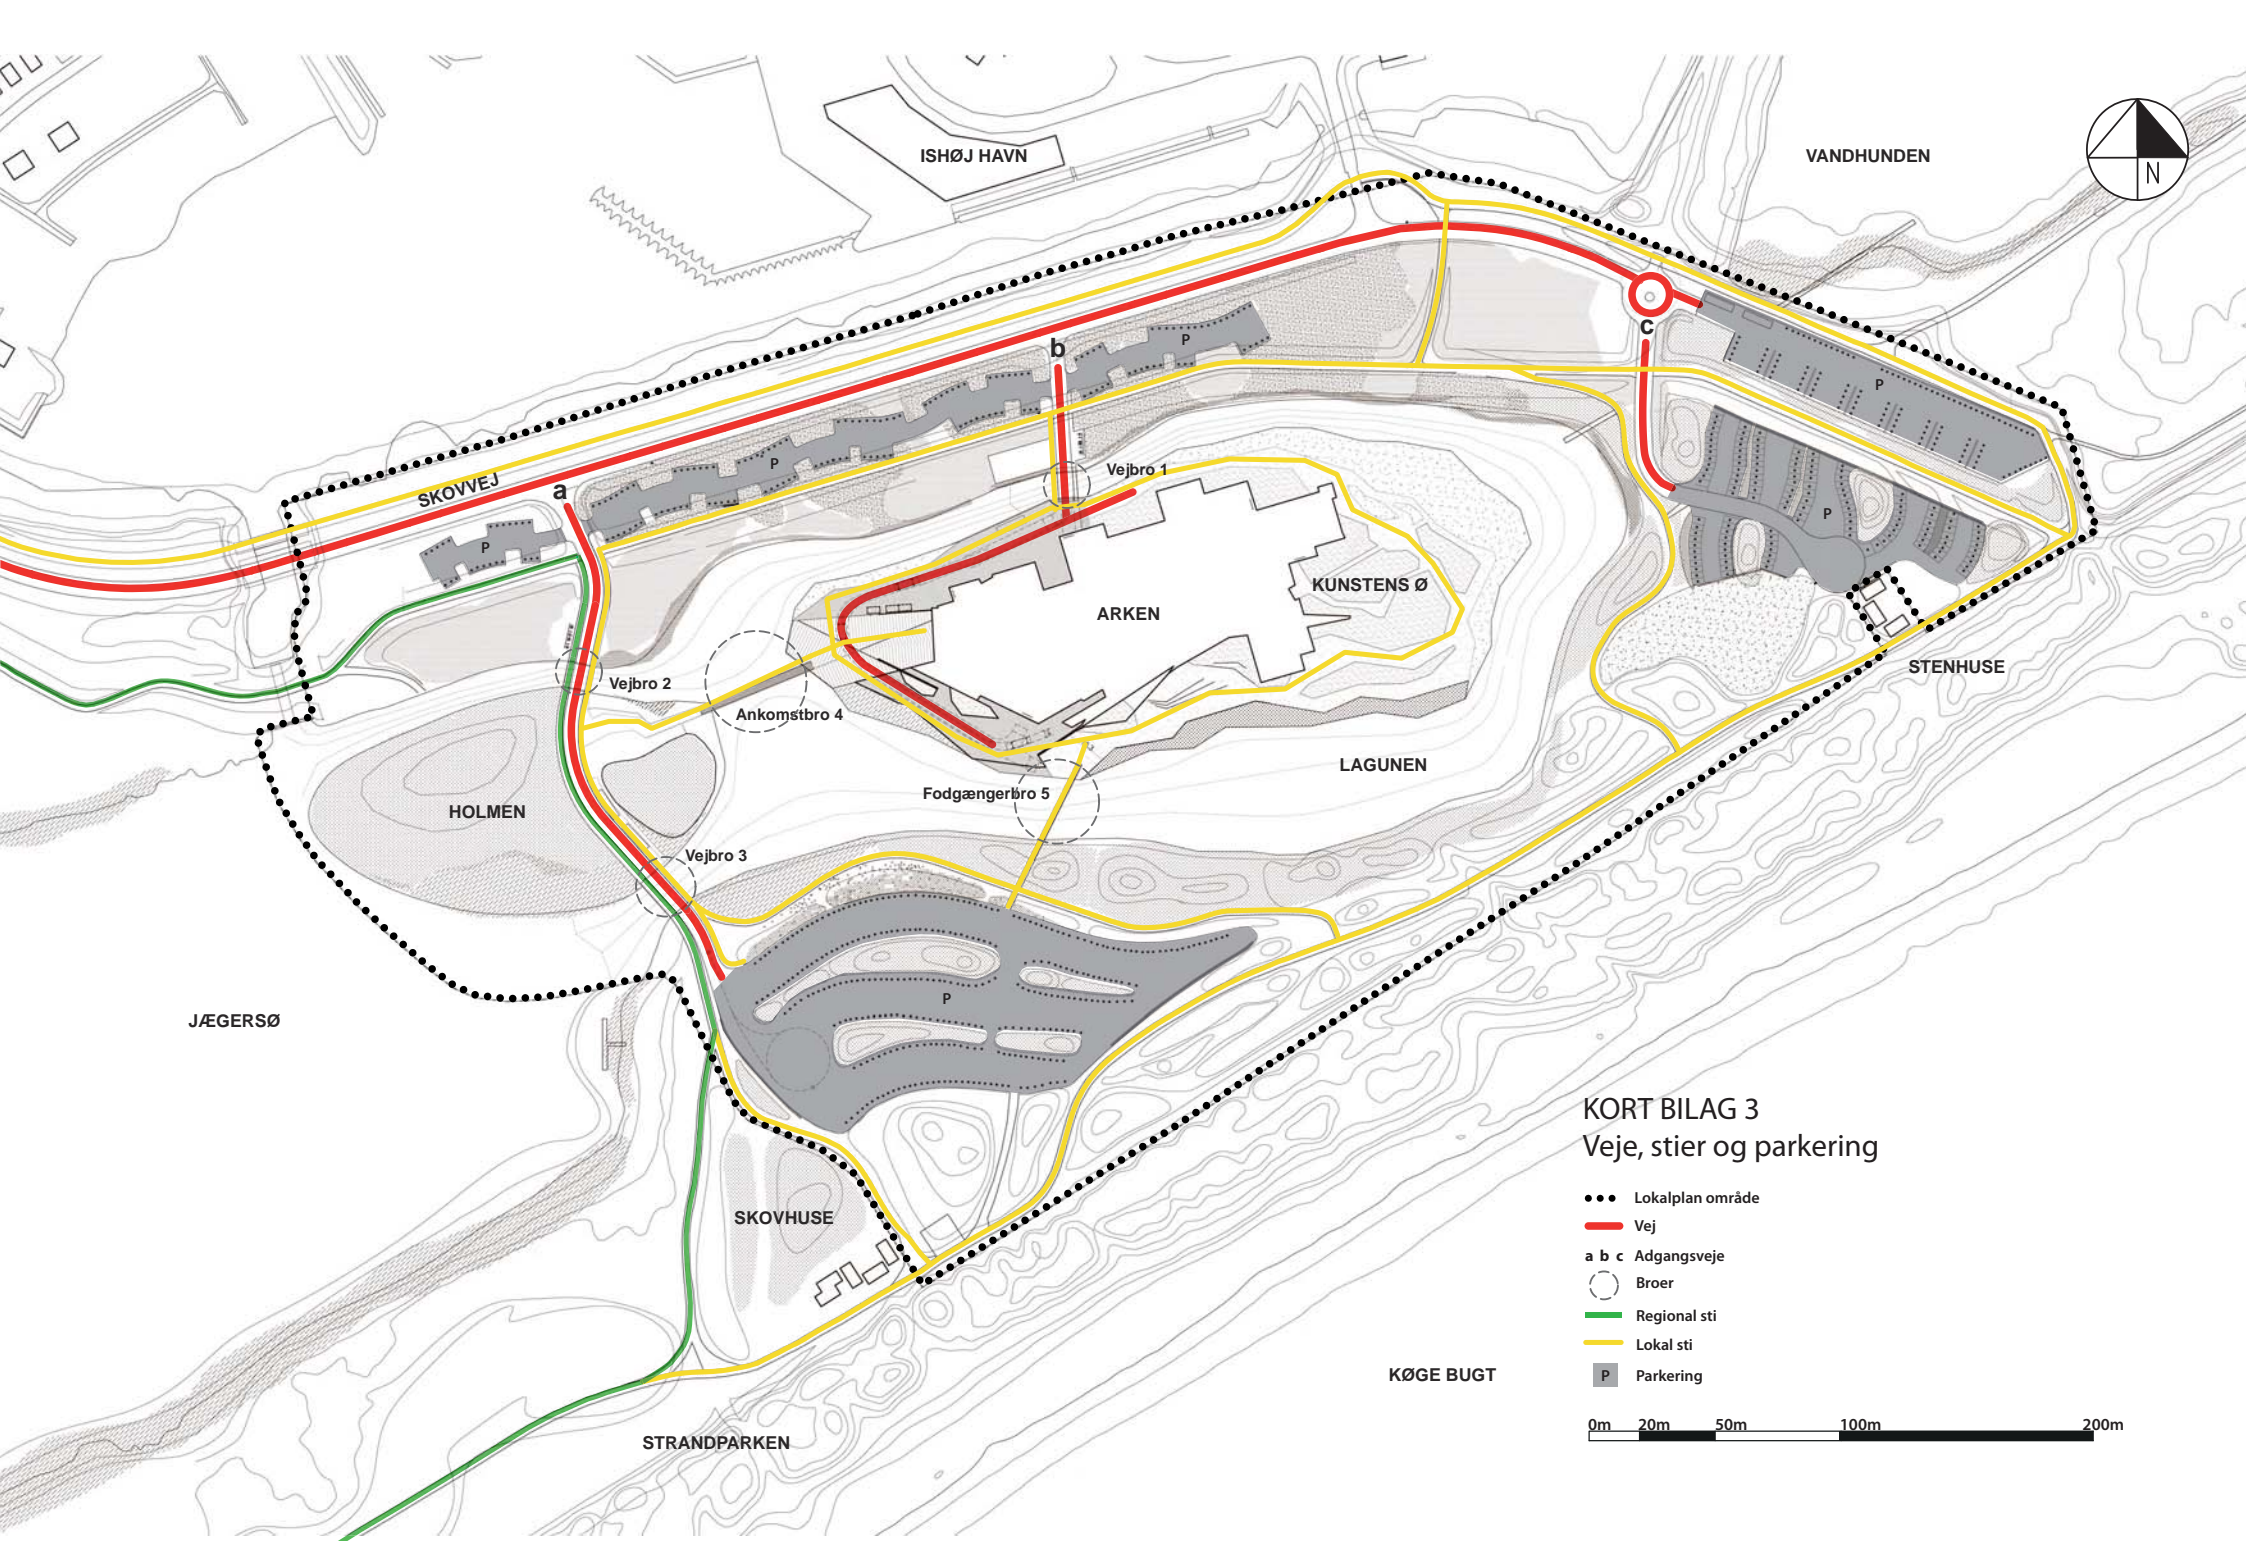 ISHØJ HAVN
VANDHUNDEN
N
c
P
b
P
P
SKOVVEJ
a
P
P
Vejbro 1
KUNSTENS Ø
ARKEN
STENHUSE
Vejbro 2
Ankomstbro 4
LAGUNEN
Fodgængerbro 5
HOLMEN
Vejbro 3
P
JÆGERSØ
SKOVHUSE
KØGE BUGT
STRANDPARKEN
KORT BILAG 3
Veje, stier og parkering
Lokalplan område
Vej
a b c Adgangsveje
Broer
Regional sti
Lokal sti
P Parkering
0m 20m 50m 100m 200m